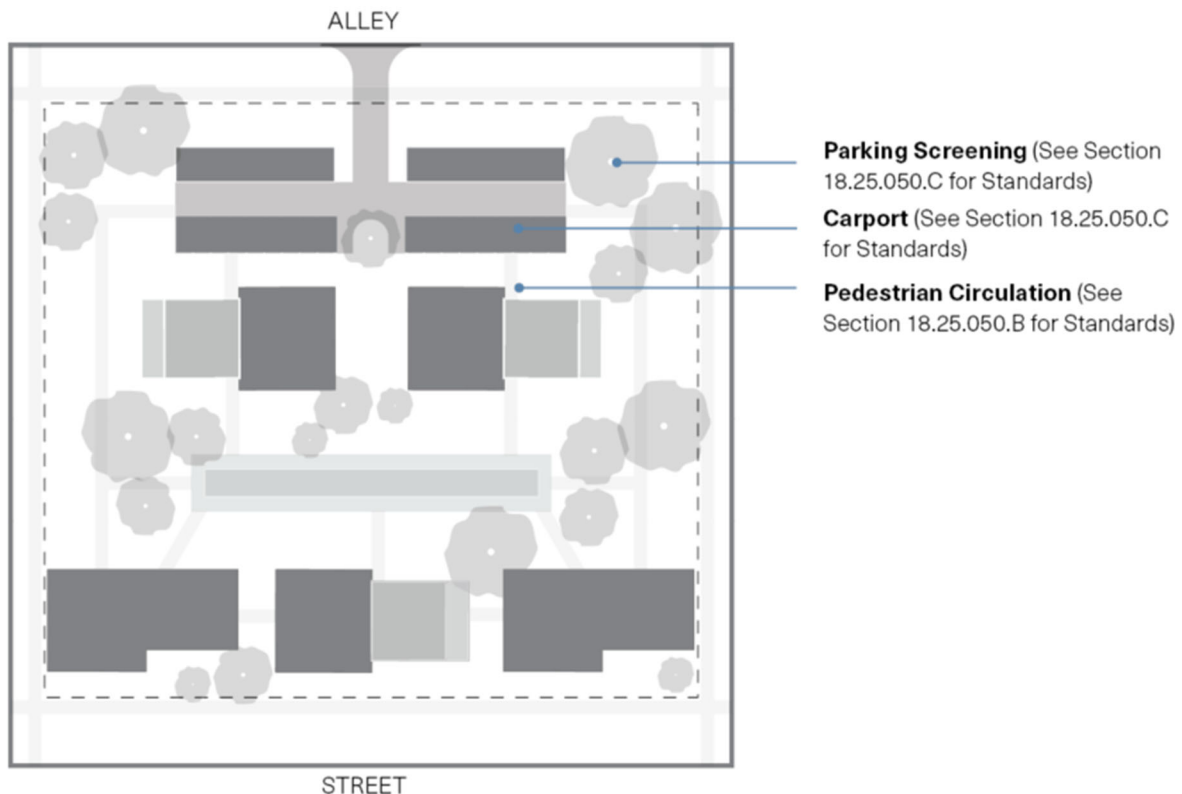 ALLEY
Parking Screening (See Section
18.25.050.C for Standards)
Carport (See Section 18.25.050.C
for Standards)
Pedestrian Circulation (See
Section 18.25.050.B for Standards)
STREET